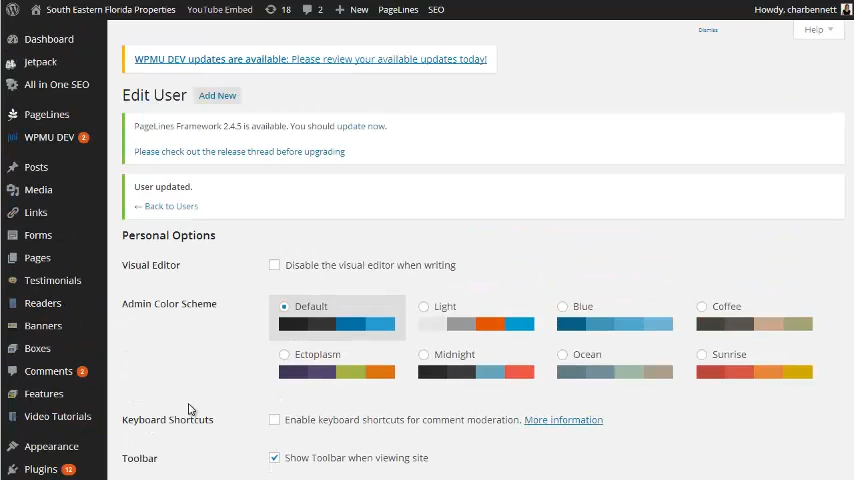 South Eastern Florida Properties YouTube Embed 18 2 New PageLines SEO Howdy, charbennett
Dashboard
Jetpack
All in One SEO
PageLines
WPMU DEV 2
Posts
Media
Links
Forms
Pages
Testimonials
Readers
Banners
Boxes
Comments 2
Features
Video Tutorials
Appearance
Plugins 12
Dismiss
Help
WPMU DEV updates are available: Please review your available updates today!
Edit User Add New
PageLines Framework 2.4.5 is available. You should update now.
Please check out the release thread before upgrading
User updated.
← Back to Users
Personal Options
Visual Editor Disable the visual editor when writing
Admin Color Scheme Default Light Blue Coffee
Ectoplasm Midnight Ocean Sunrise
Keyboard Shortcuts Enable keyboard shortcuts for comment moderation. More information
Toolbar Show Toolbar when viewing site